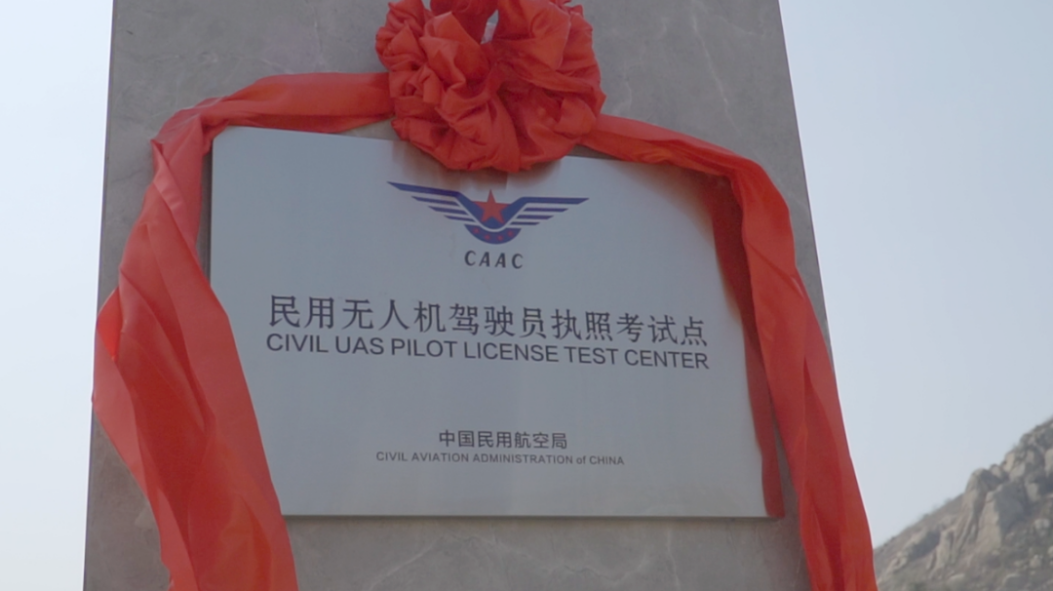 CAAC
民用无人机驾驶员执照考试点
CIVIL UAS PILOT LICENSE TEST CENTER
中国民用航空局
CIVIL AVIATION ADMINISTRATION of CHINA